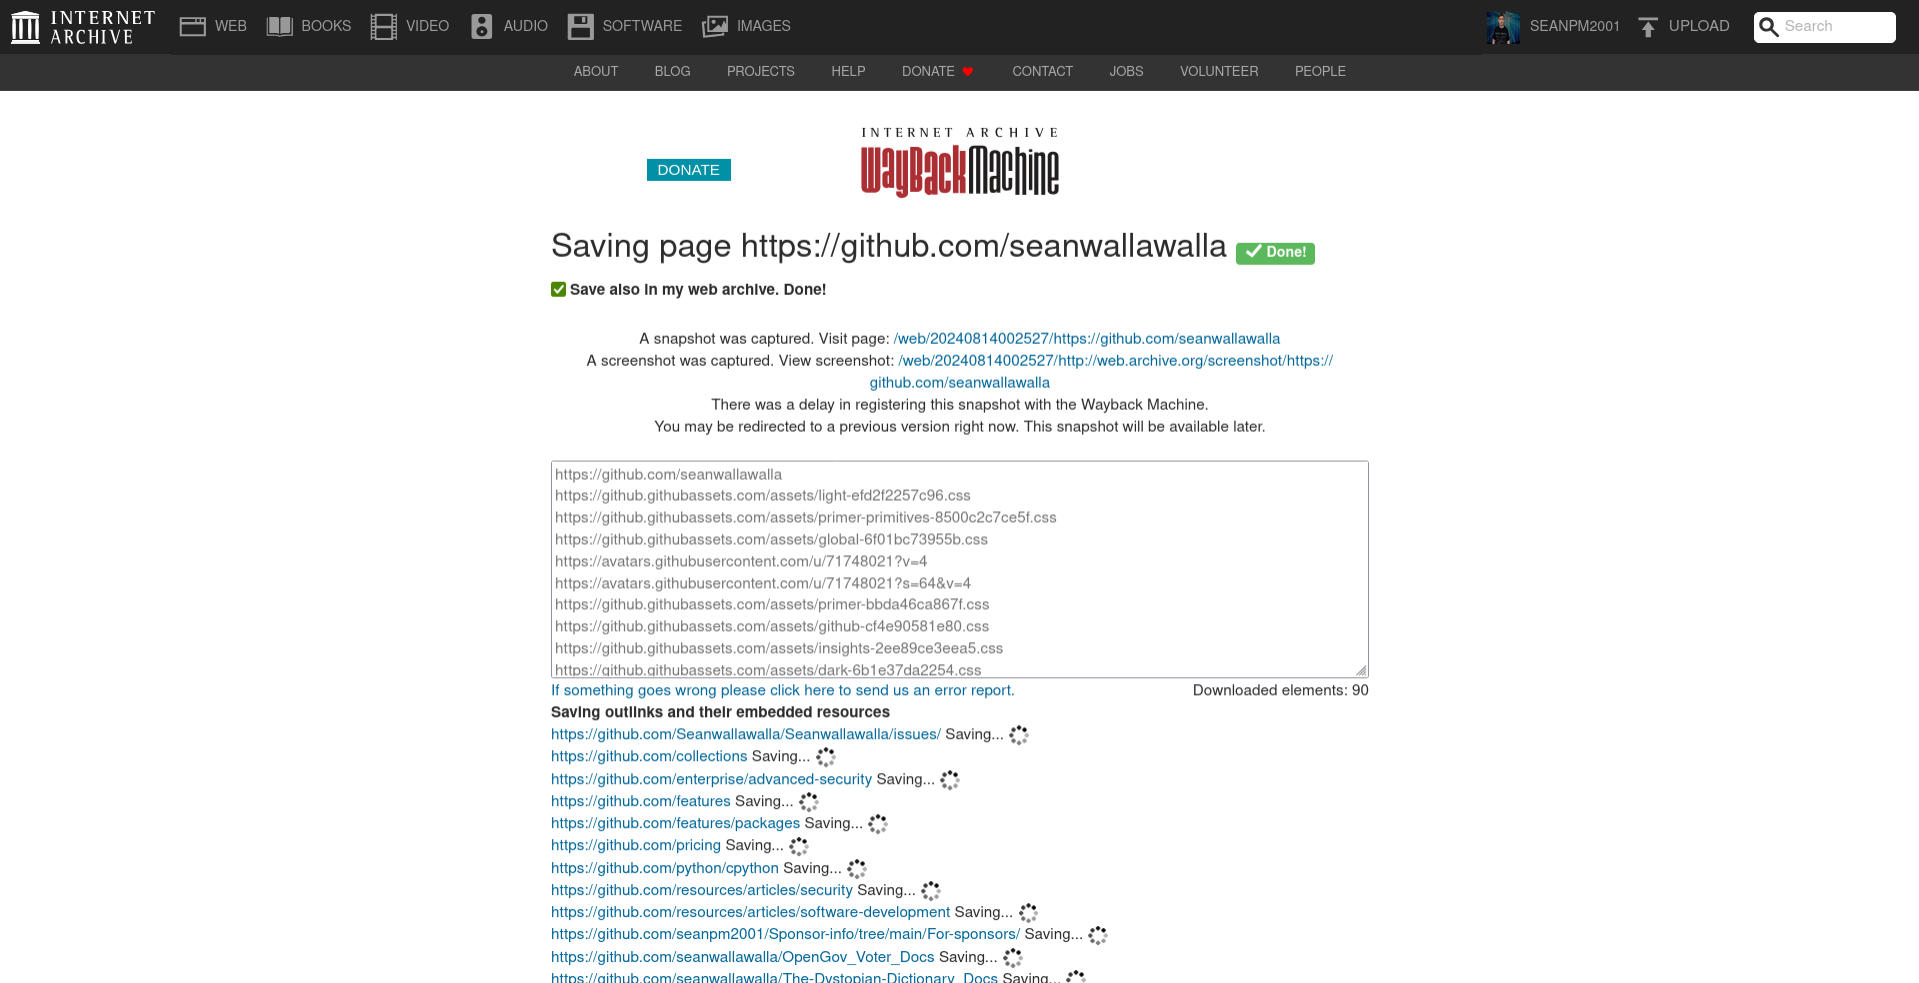 INTERNET ARCHIVE
WEB
BOOKS
VIDEO
AUDIO
SOFTWARE
IMAGES
SEANPM2001
UPLOAD
Search
ABOUT
BLOG
PROJECTS
HELP
DONATE
CONTACT
JOBS
VOLUNTEER
PEOPLE
DONATE
INTERNET ARCHIVE
WayBackMachine
Saving page https://github.com/seanwallawalla Done!
Save also in my web archive. Done!
A snapshot was captured. Visit page: /web/20240814002527/https://github.com/seanwallawalla
A screenshot was captured. View screenshot: /web/20240814002527/http://web.archive.org/screenshot/https://
github.com/seanwallawalla
There was a delay in registering this snapshot with the Wayback Machine.
You may be redirected to a previous version right now. This snapshot will be available later.
https://github.com/seanwallawalla
https://github.githubassets.com/assets/light-efd2f2257c96.css
https://github.githubassets.com/assets/primer-primitives-8500c2c7ce5f.css
https://github.githubassets.com/assets/global-6f01bc73955b.css
https://avatars.githubusercontent.com/u/71748021?v=4
https://avatars.githubusercontent.com/u/71748021?s=64&v=4
https://github.githubassets.com/assets/primer-bbda46ca867f.css
https://github.githubassets.com/assets/github-cf4e90581e80.css
https://github.githubassets.com/assets/insights-2ee89ce3eea5.css
https://github.githubassets.com/assets/dark-6b1e37da2254.css
If something goes wrong please click here to send us an error report.
Downloaded elements: 90
Saving outlinks and their embedded resources
https://github.com/Seanwallawalla/Seanwallawalla/issues/ Saving...
https://github.com/collections Saving...
https://github.com/enterprise/advanced-security Saving...
https://github.com/features Saving...
https://github.com/features/packages Saving...
https://github.com/pricing Saving...
https://github.com/python/cpython Saving...
https://github.com/resources/articles/security Saving...
https://github.com/resources/articles/software-development Saving...
https://github.com/seanpm2001/Sponsor-info/tree/main/For-sponsors/ Saving...
https://github.com/seanwallawalla/OpenGov_Voter_Docs Saving...
https://github.com/seanwallawalla/The-Dystopian-Dictionary_Docs Saving...